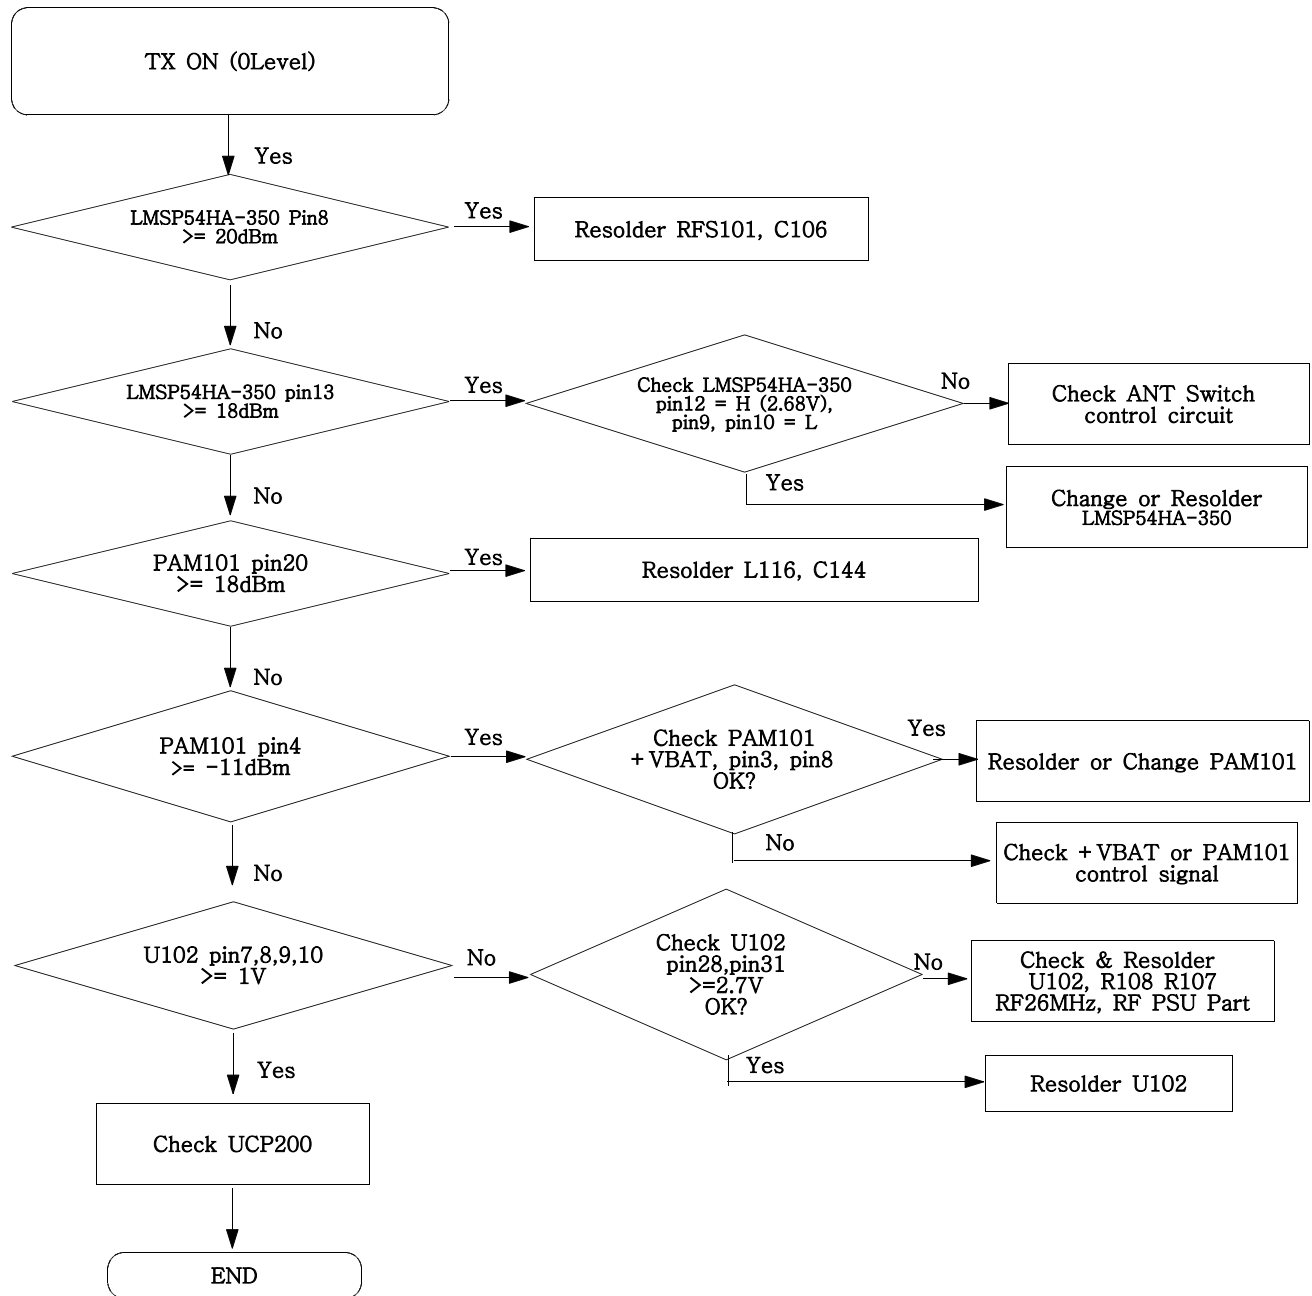 TX ON (0Level)
Yes
LMSP54HA-350 Pin8
>= 20dBm
Yes
Resolder RFS101, C106
No
LMSP54HA-350 pin13
>= 18dBm
Yes
Check LMSP54HA-350
pin12 = H (2.68V),
pin9, pin10 = L
No
Check ANT Switch
control circuit
Yes
Change or Resolder
LMSP54HA-350
No
PAM101 pin20
>= 18dBm
Yes
Resolder L116, C144
No
PAM101 pin4
>= -11dBm
Yes
Check PAM101
+VBAT, pin3, pin8
OK?
Yes
Resolder or Change PAM101
No
Check +VBAT or PAM101
control signal
No
U102 pin7,8,9,10
>= 1V
No
Check U102
pin28,pin31
>=2.7V
OK?
No
Check & Resolder
U102, R108 R107
RF26MHz, RF PSU Part
Yes
Resolder U102
Yes
Check UCP200
END